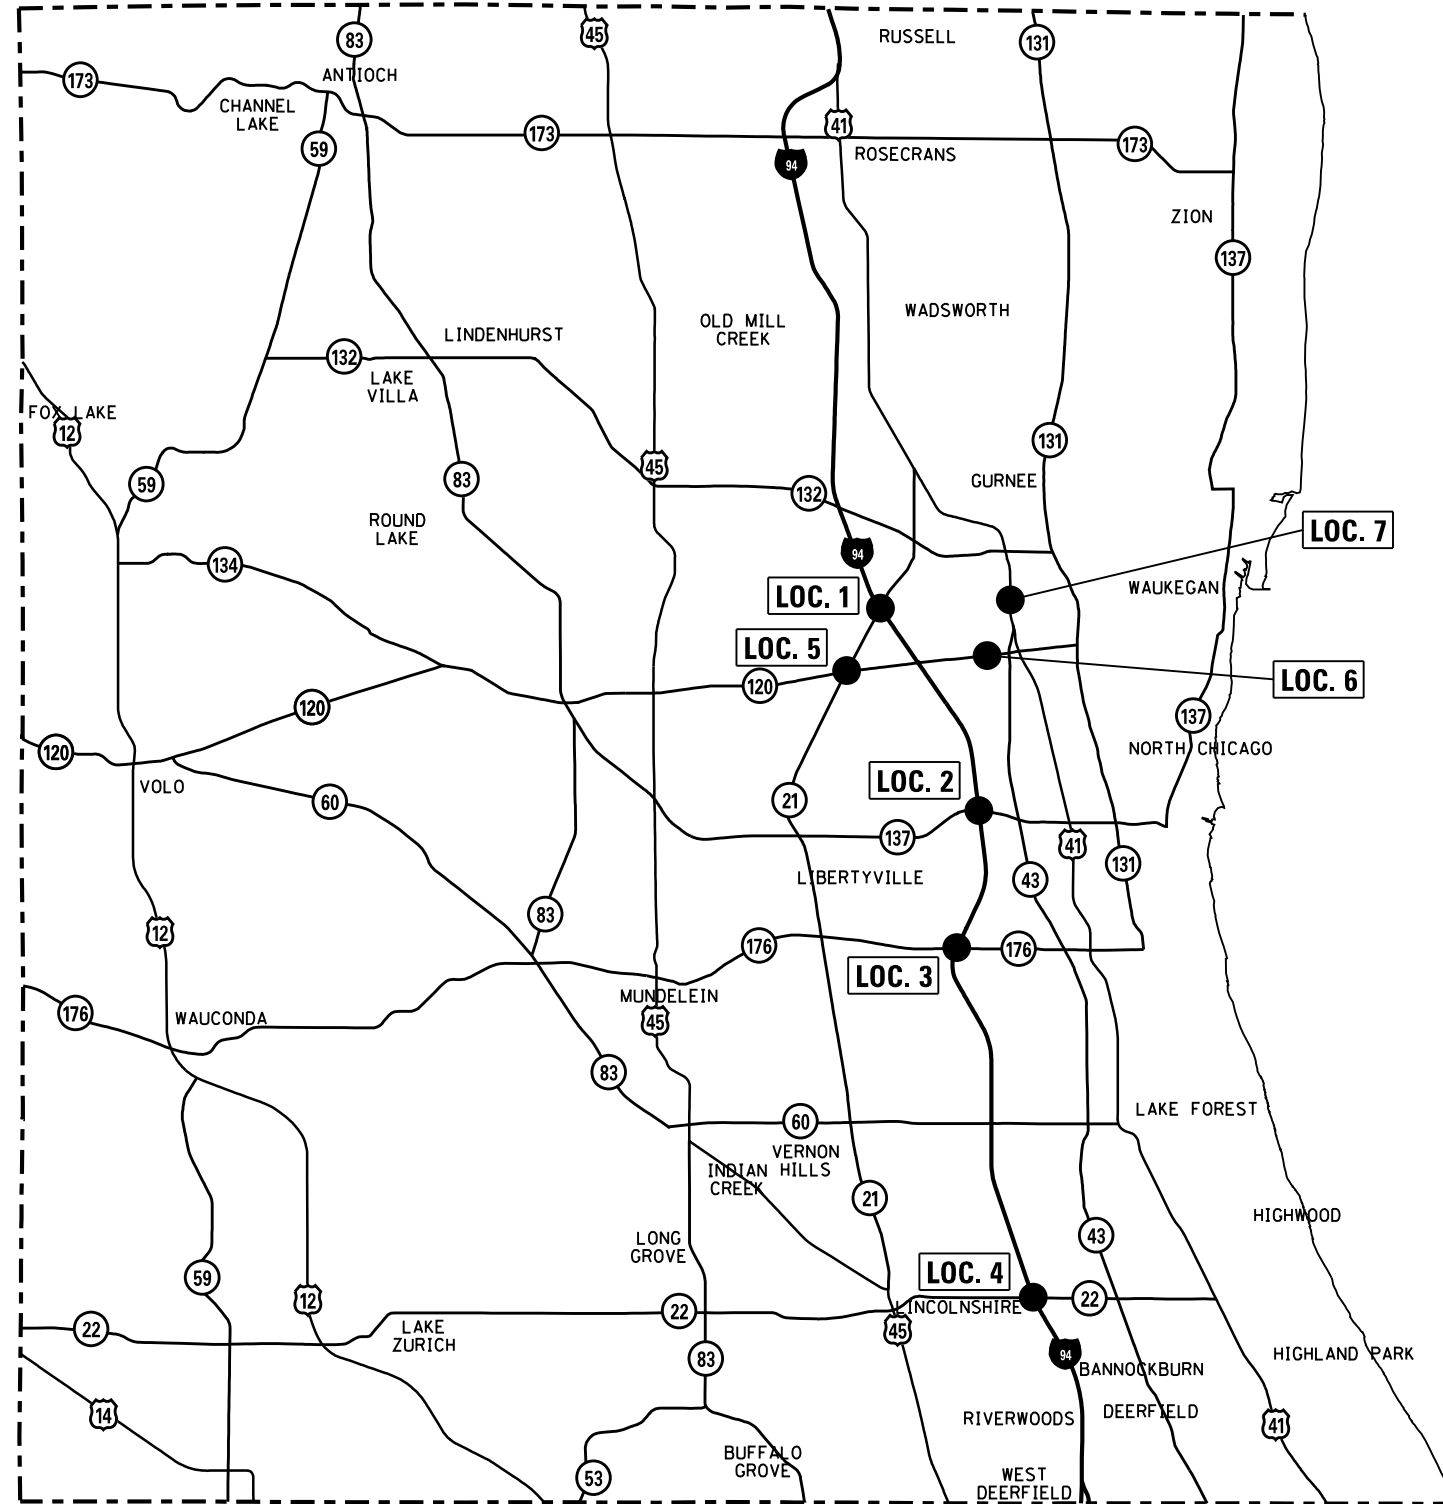 83
45
RUSSELL
131
ANTIOCH
173
CHANNEL
LAKE
41
59
173
173
ROSECRANS
94
ZION
137
WADSWORTH
OLD MILL
CREEK
LINDENHURST
132
LAKE
VILLA
FOX LAKE
12
131
45
83
59
GURNEE
132
ROUND
LAKE
LOC. 7
94
134
WAUKEGAN
LOC. 1
LOC. 5
LOC. 6
120
120
137
120
NORTH CHICAGO
VOLO
LOC. 2
60
21
137
41
131
LIBERTYVILLE
43
83
12
176
176
LOC. 3
MUNDELEIN
176
WAUCONDA
45
83
LAKE FOREST
60
VERNON
HILLS
INDIAN
CREEK
21
HIGHWOOD
43
LONG
GROVE
LOC. 4
59
12
22
LINCOLNSHIRE
22
22
45
LAKE
ZURICH
83
94
HIGHLAND PARK
BANNOCKBURN
14
DEERFIELD
RIVERWOODS
41
BUFFALO
GROVE
53
WEST
DEERFIELD